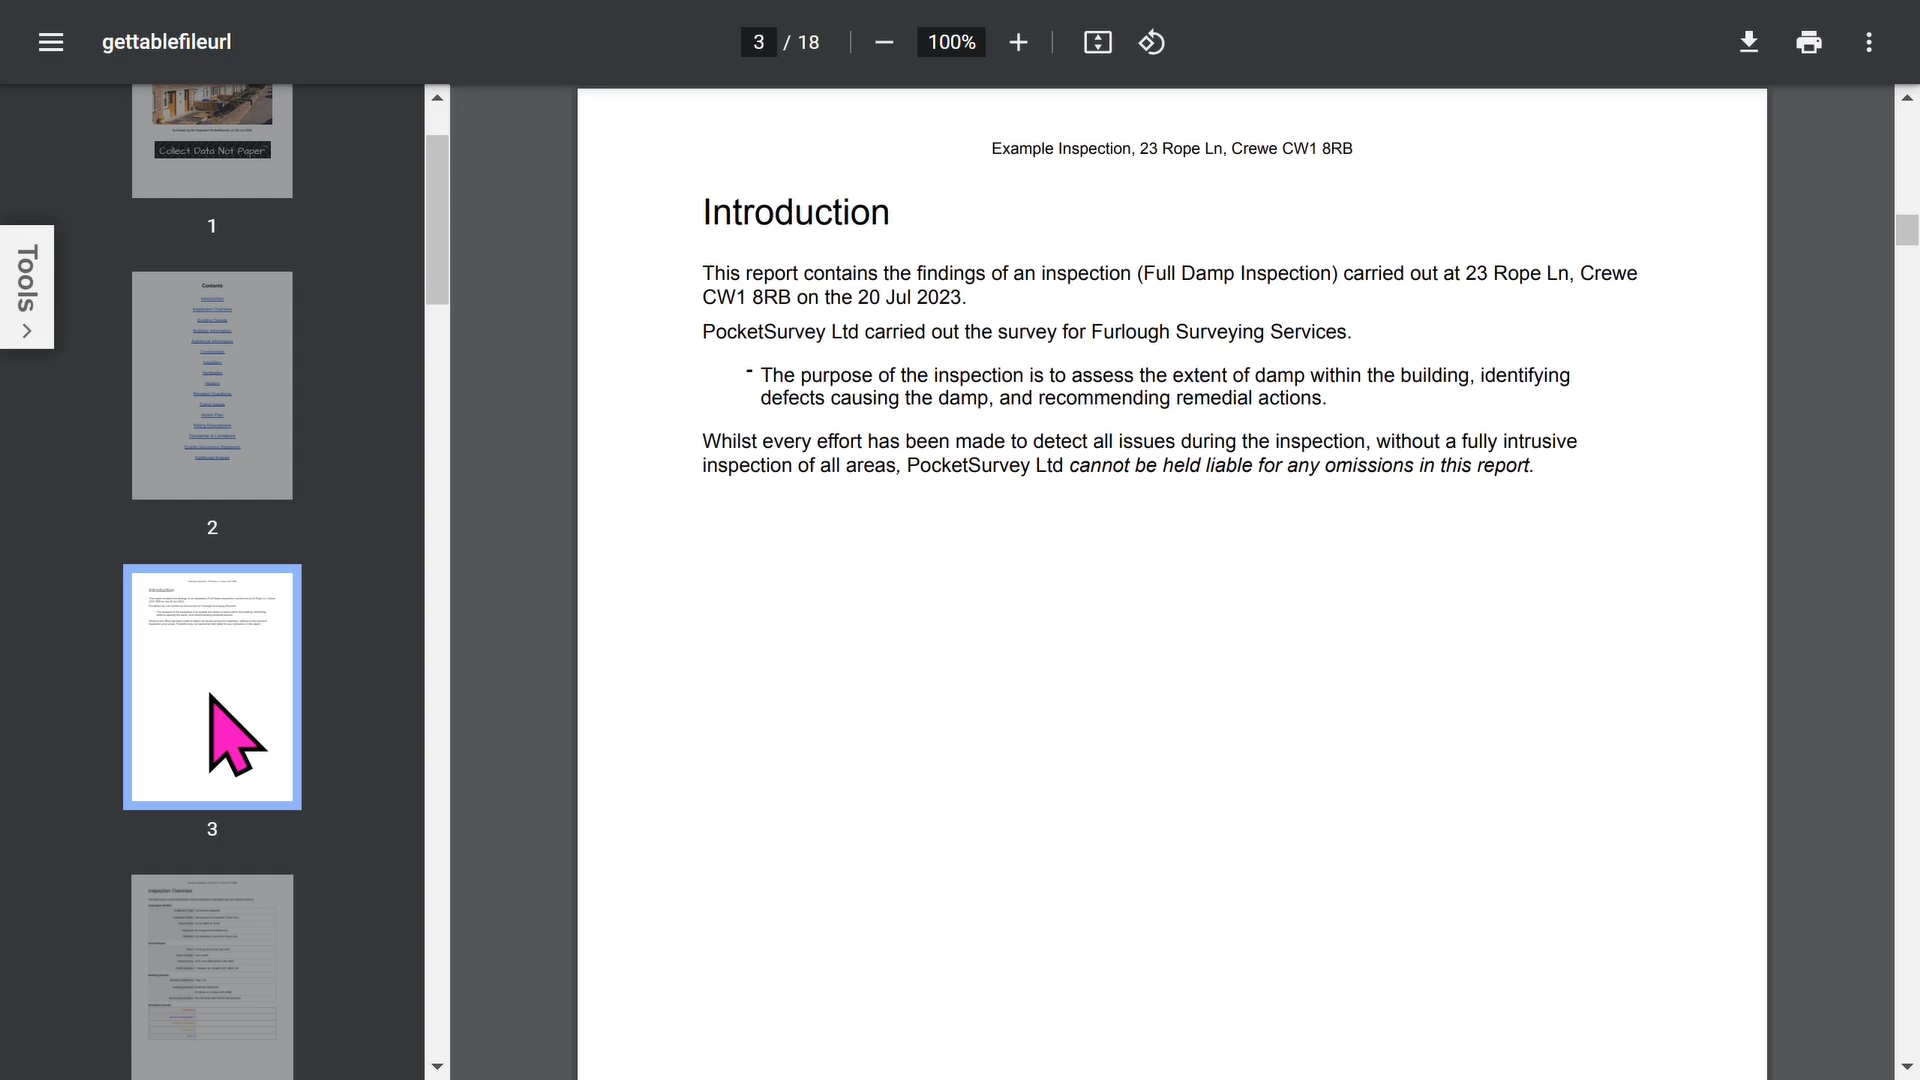 gettablefileurl
3 / 18
100%
Collect Data Not Paper
1
Tools
Contents
Introduction
Inspection Overview
2
Introduction
3
Inspection Overview
Example Inspection, 23 Rope Ln, Crewe CW1 8RB
Introduction
This report contains the findings of an inspection (Full Damp Inspection) carried out at 23 Rope Ln, Crewe
CW1 8RB on the 20 Jul 2023.
PocketSurvey Ltd carried out the survey for Furlough Surveying Services.
- The purpose of the inspection is to assess the extent of damp within the building, identifying
defects causing the damp, and recommending remedial actions.
Whilst every effort has been made to detect all issues during the inspection, without a fully intrusive
inspection of all areas, PocketSurvey Ltd cannot be held liable for any omissions in this report.